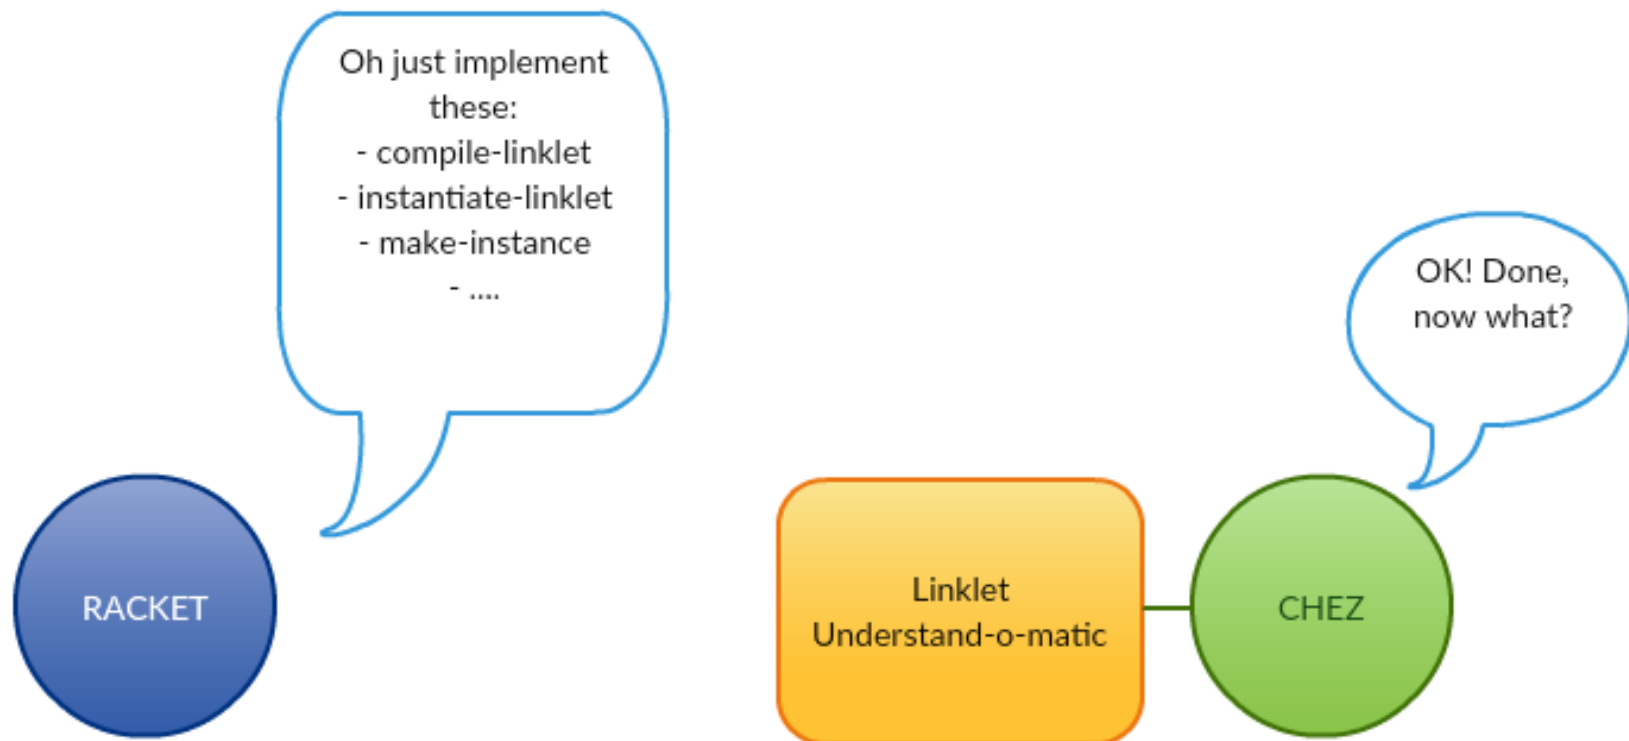 Oh just implement
these:
- compile-linklet
- instantiate-linklet
- make-instance
- ....
OK! Done,
now what?
RACKET
Linklet
Understand-o-matic
CHEZ